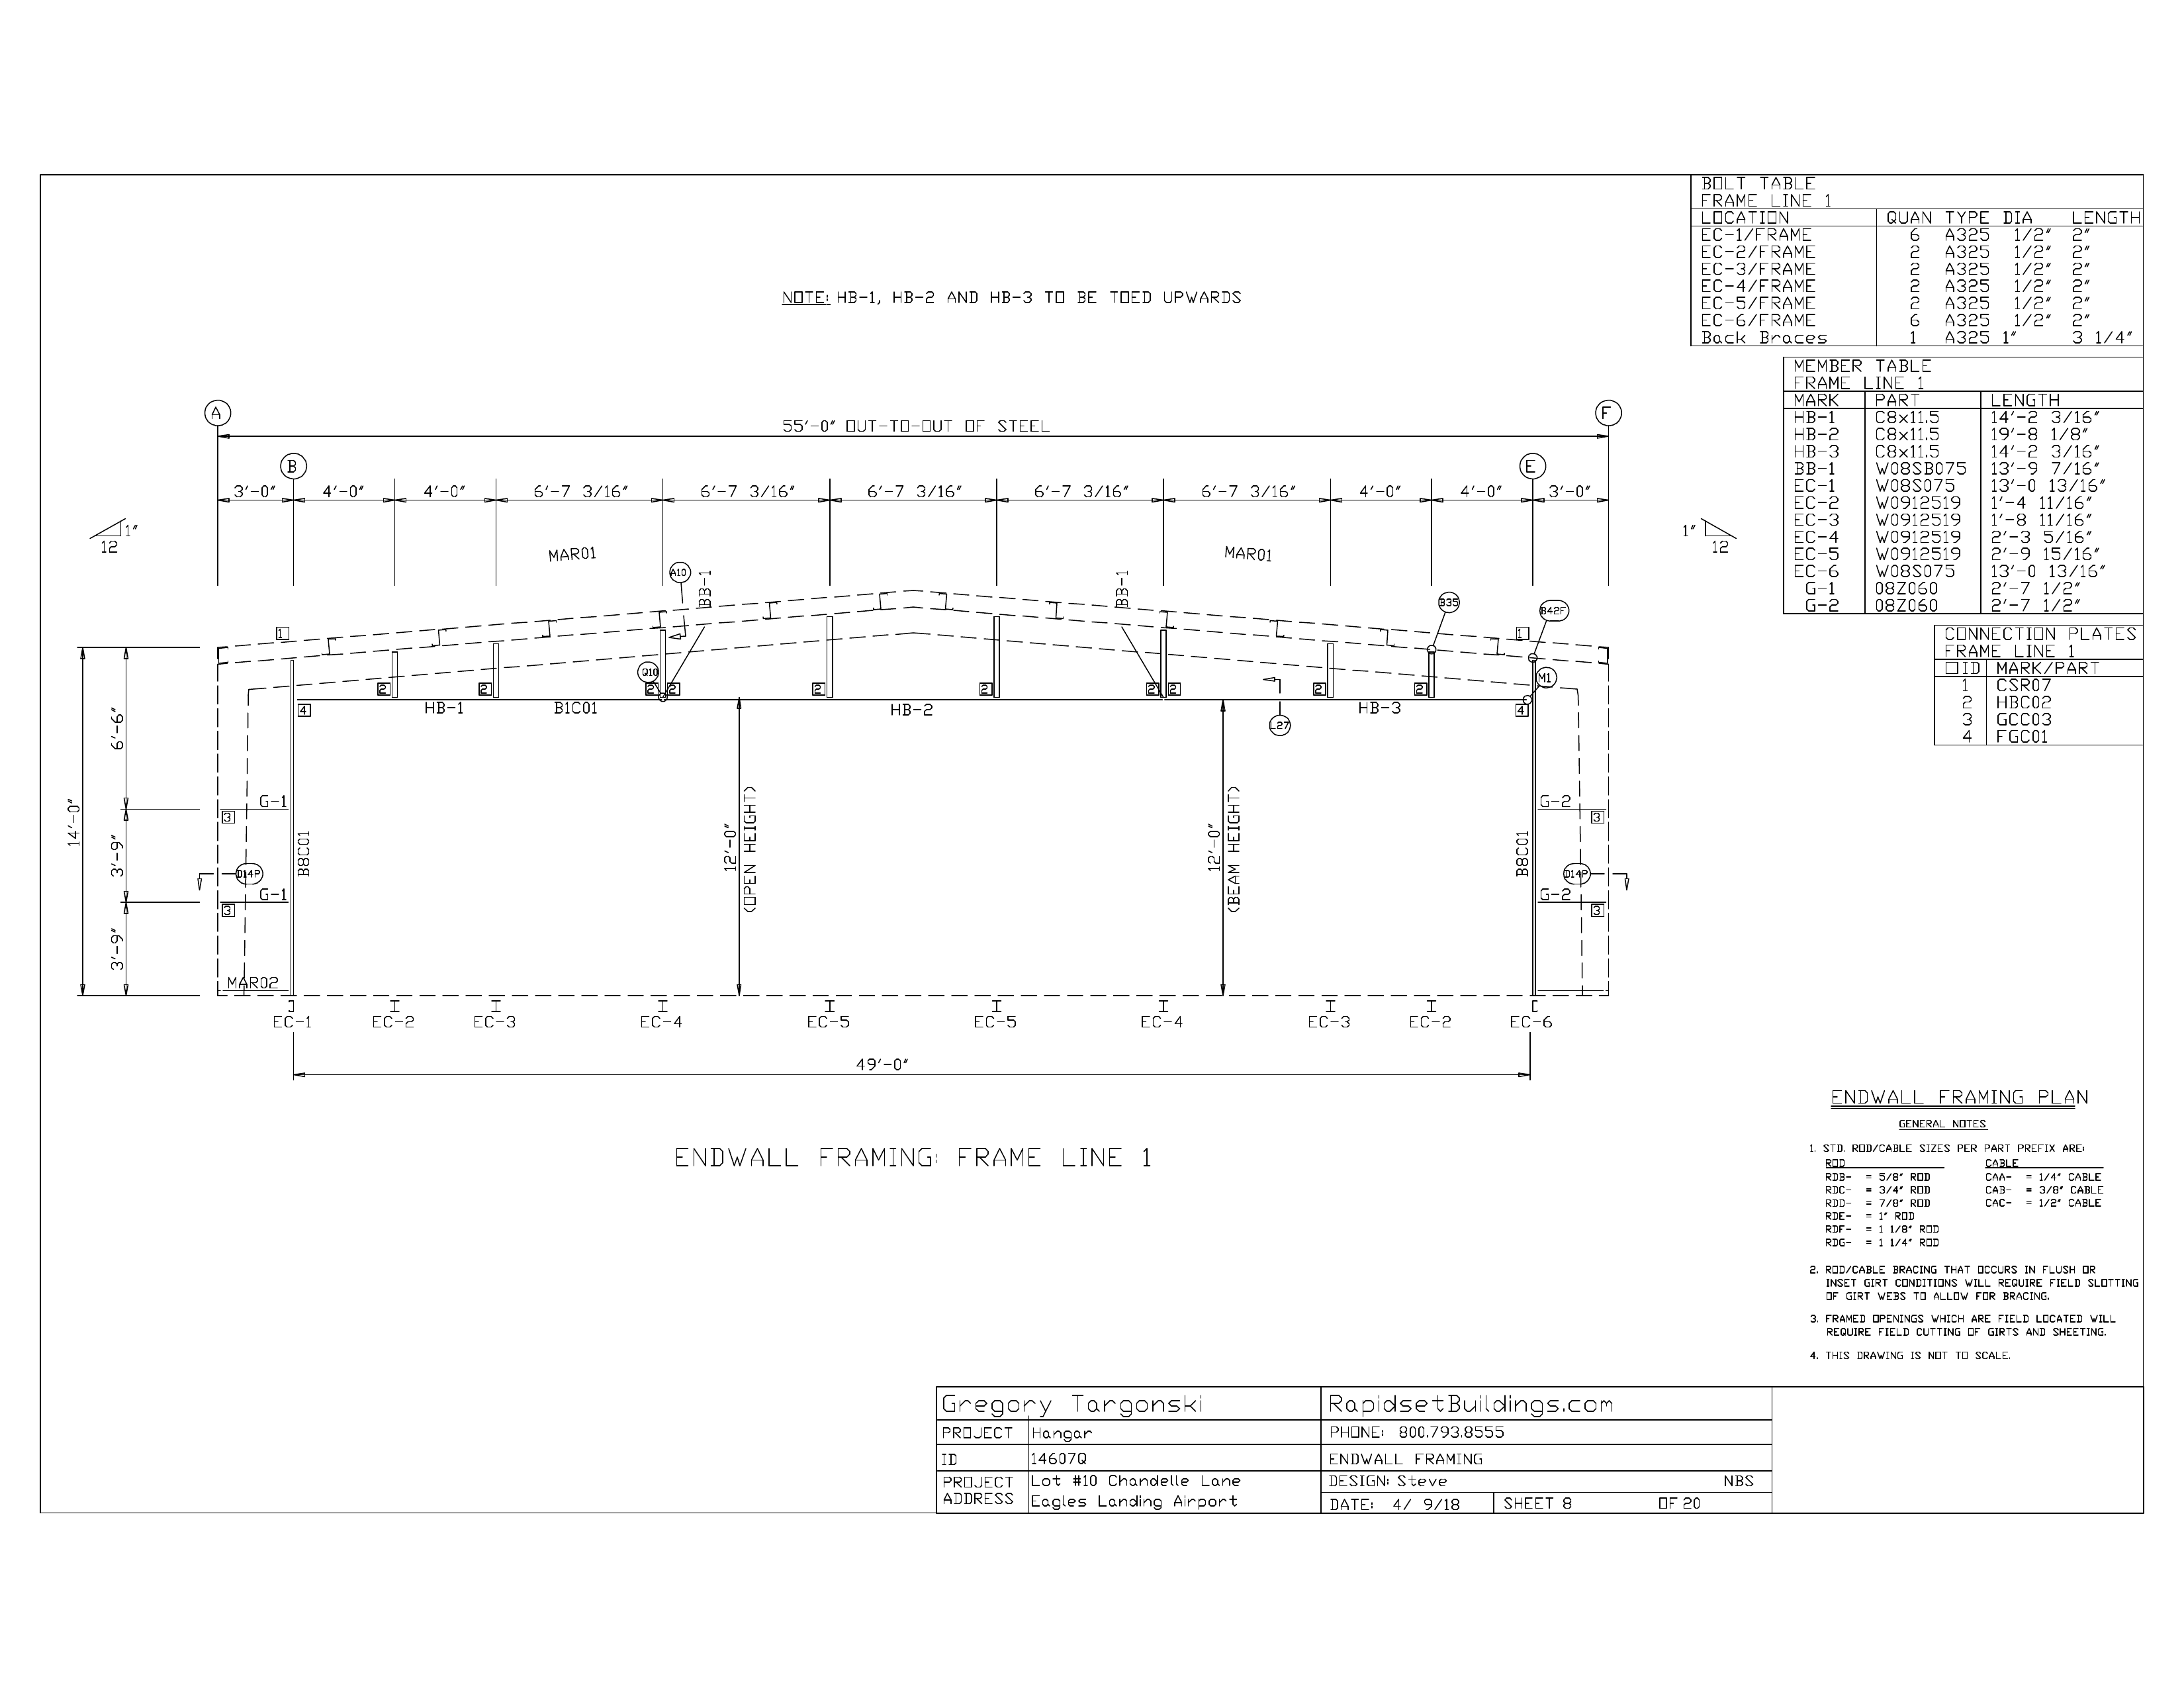 BOLT TABLE
FRAME LINE 1
LOCATION QUAN TYPE DIA LENGTH
EC-1/FRAME 6 A325 1/2" 2"
EC-2/FRAME 2 A325 1/2" 2"
EC-3/FRAME 2 A325 1/2" 2"
EC-4/FRAME 2 A325 1/2" 2"
EC-5/FRAME 2 A325 1/2" 2"
EC-6/FRAME 6 A325 1/2" 2"
Back Braces 1 A325 1" 3 1/4"
NOTE: HB-1, HB-2 AND HB-3 TO BE TOED UPWARDS
MEMBER TABLE
FRAME LINE 1
MARK PART LENGTH
HB-1 C8x11.5 14'-2 3/16"
HB-2 C8x11.5 19'-8 1/8"
HB-3 C8x11.5 14'-2 3/16"
BB-1 W08SB075 13'-9 7/16"
EC-1 W08S075 13'-0 13/16"
EC-2 W0912519 1'-4 11/16"
EC-3 W0912519 1'-8 11/16"
EC-4 W0912519 2'-3 5/16"
EC-5 W0912519 2'-9 15/16"
EC-6 W08S075 13'-0 13/16"
G-1 08Z060 2'-7 1/2"
G-2 08Z060 2'-7 1/2"
CONNECTION PLATES
FRAME LINE 1
□ID MARK/PART
1 CSR07
2 HBC02
3 GCC03
4 FGC01
A F
55'-0" OUT-TO-OUT OF STEEL
B E
3'-0" 4'-0" 4'-0" 6'-7 3/16" 6'-7 3/16" 6'-7 3/16" 6'-7 3/16" 6'-7 3/16" 4'-0" 4'-0" 3'-0"
1" 12 MAR01 MAR01 1" 12
A10 BB-1 BB-1 B35 B42F
1 1
Q10 M1
2 2 2 2 2 2 2 2 2 2
4 HB-1 B1C01 HB-2 HB-3 4
L27
6'-6"
14'-0"
3'-9"
3'-9"
G-1 G-2
3 3
B8C01 12'-0" (OPEN HEIGHT) 12'-0" (BEAM HEIGHT) B8C01
D14P D14P
G-1 G-2
3 3
MAR02
EC-1 EC-2 EC-3 EC-4 EC-5 EC-5 EC-4 EC-3 EC-2 EC-6
49'-0"
ENDWALL FRAMING: FRAME LINE 1
ENDWALL FRAMING PLAN
GENERAL NOTES
1. STD. ROD/CABLE SIZES PER PART PREFIX ARE:
ROD CABLE
RDB- = 5/8" ROD CAA- = 1/4" CABLE
RDC- = 3/4" ROD CAB- = 3/8" CABLE
RDD- = 7/8" ROD CAC- = 1/2" CABLE
RDE- = 1" ROD
RDF- = 1 1/8" ROD
RDG- = 1 1/4" ROD
2. ROD/CABLE BRACING THAT OCCURS IN FLUSH OR
INSET GIRT CONDITIONS WILL REQUIRE FIELD SLOTTING
OF GIRT WEBS TO ALLOW FOR BRACING.
3. FRAMED OPENINGS WHICH ARE FIELD LOCATED WILL
REQUIRE FIELD CUTTING OF GIRTS AND SHEETING.
4. THIS DRAWING IS NOT TO SCALE.
Gregory Targonski RapidsetBuildings.com
PROJECT Hangar PHONE: 800.793.8555
ID 14607Q ENDWALL FRAMING
PROJECT ADDRESS Lot #10 Chandelle Lane DESIGN: Steve NBS
Eagles Landing Airport DATE: 4/ 9/18 SHEET 8 OF 20